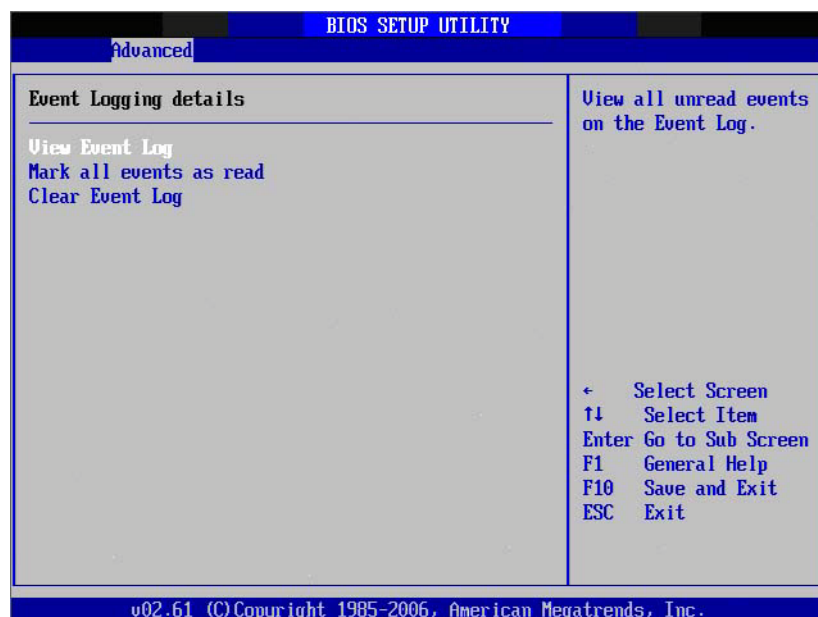 BIOS SETUP UTILITY
Advanced
Event Logging details
View Event Log
Mark all events as read
Clear Event Log
View all unread events
on the Event Log.
← Select Screen
↑↓ Select Item
Enter Go to Sub Screen
F1 General Help
F10 Save and Exit
ESC Exit
v02.61 (C)Copyright 1985-2006, American Megatrends, Inc.